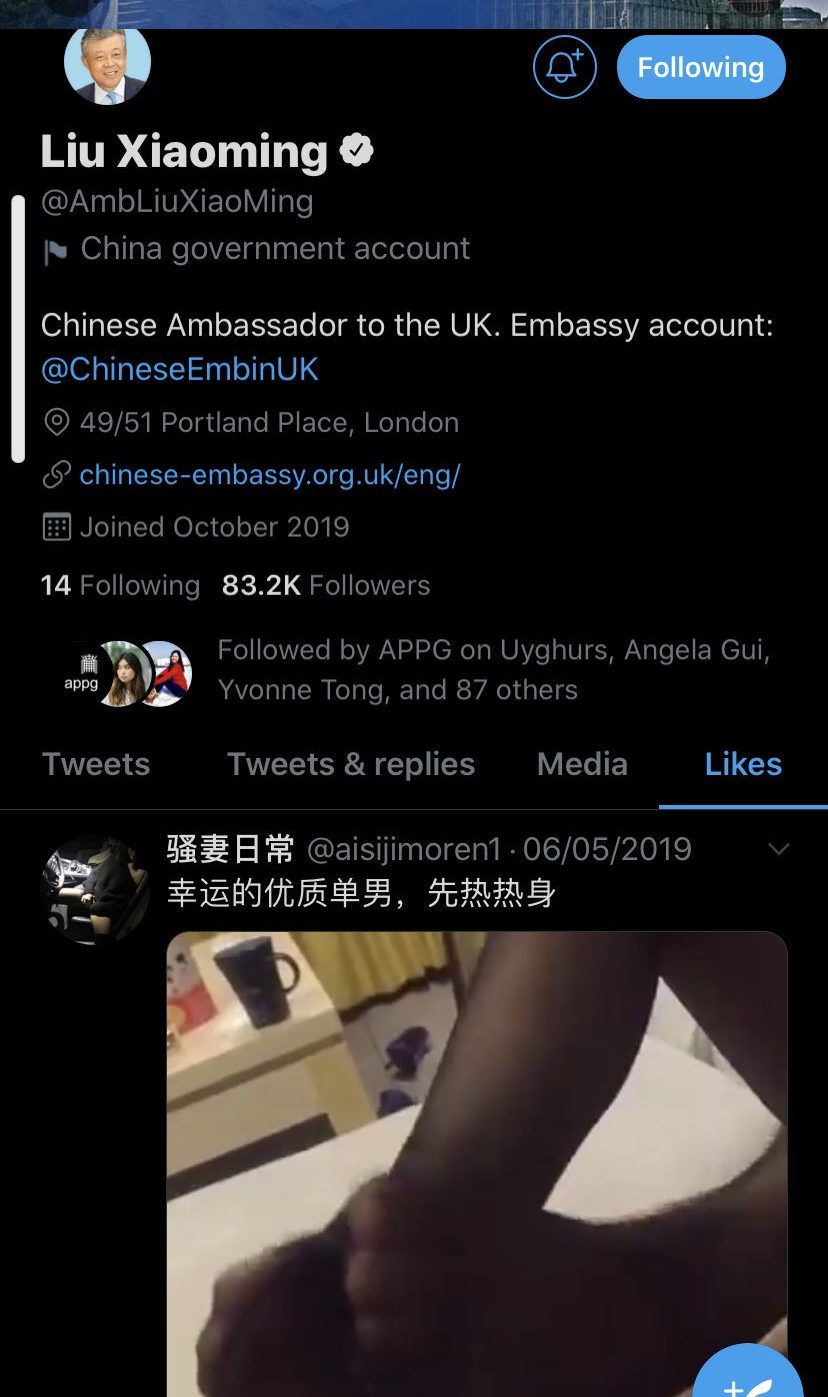 Following
Liu Xiaoming
@AmbLiuXiaoMing
China government account
Chinese Ambassador to the UK. Embassy account:
@ChineseEmbinUK
49/51 Portland Place, London
chinese-embassy.org.uk/eng/
Joined October 2019
14 Following 83.2K Followers
appg
Followed by APPG on Uyghurs, Angela Gui,
Yvonne Tong, and 87 others
Tweets Tweets & replies Media Likes
骚妻日常 @aisijimoren1 · 06/05/2019
幸运的优质单男，先热热身